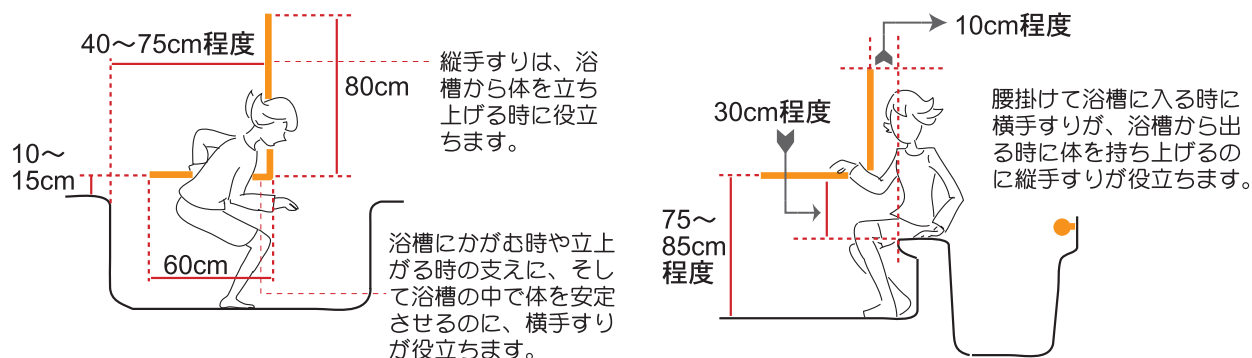 40〜75cm程度
80cm
縦手すりは、浴
槽から体を立ち
上げる時に役立
ちます。
10〜
15cm
60cm
浴槽にかがむ時や立上
がる時の支えに、そし
て浴槽の中で体を安定
させるのに、横手すり
が役立ちます。
10cm程度
30cm程度
腰掛けて浴槽に入る時に
横手すりが、浴槽から出
る時に体を持ち上げるの
に縦手すりが役立ちます。
75〜
85cm
程度